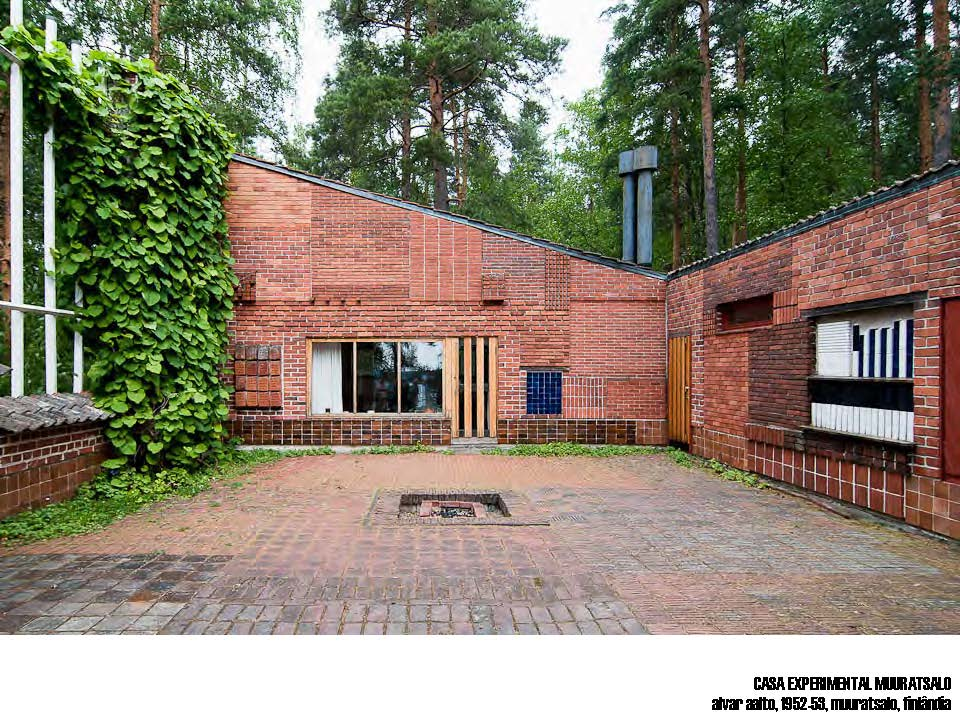 CASA EXPERIMENTAL MUURATSALO
alvar aalto, 1952-53, muuratsalo, finlândia